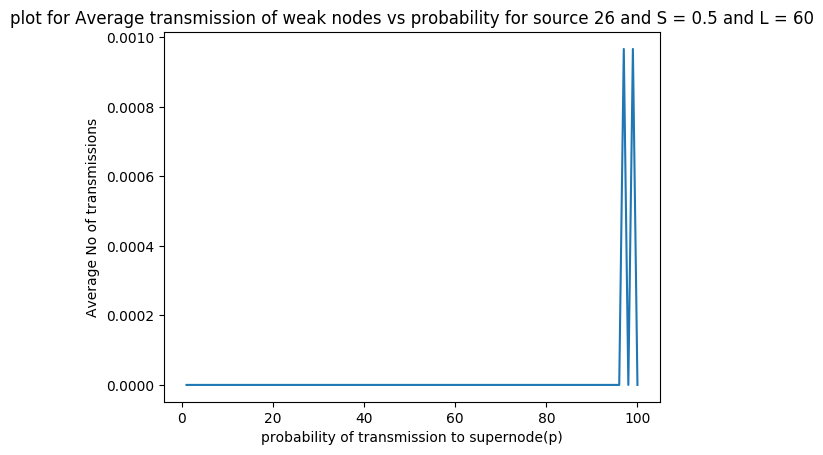 plot for Average transmission of weak nodes vs probability for source 26 and S = 0.5 and L = 60
0.0010
0.0008
0.0006
0.0004
0.0002
0.0000
Average No of transmissions
0 20 40 60 80 100
probability of transmission to supernode(p)